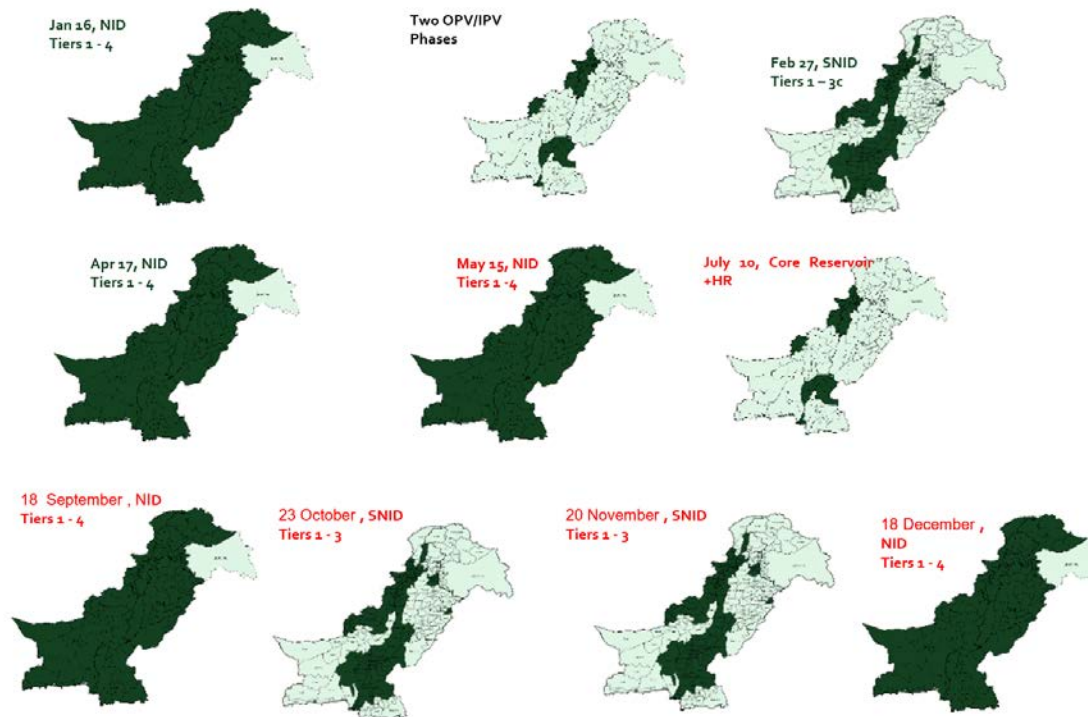 Jan 16, NID
Tiers 1 - 4
Two OPV/IPV
Phases
Feb 27, SNID
Tiers 1 – 3c
Apr 17, NID
Tiers 1 - 4
May 15, NID
Tiers 1 -4
July 10, Core Reservoir
+HR
18 September , NID
Tiers 1 - 4
23 October , SNID
Tiers 1 - 3
20 November , SNID
Tiers 1 - 3
18 December ,
NID
Tiers 1 - 4